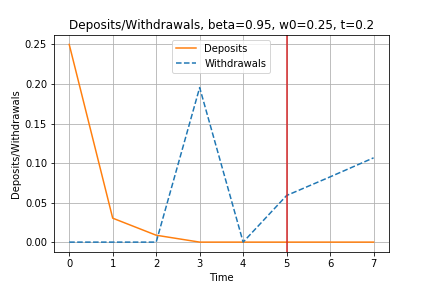 Deposits/Withdrawals, beta=0.95, w0=0.25, t=0.2
Deposits
Withdrawals
Deposits/Withdrawals
0.25
0.20
0.15
0.10
0.05
0.00
0 1 2 3 4 5 6 7
Time